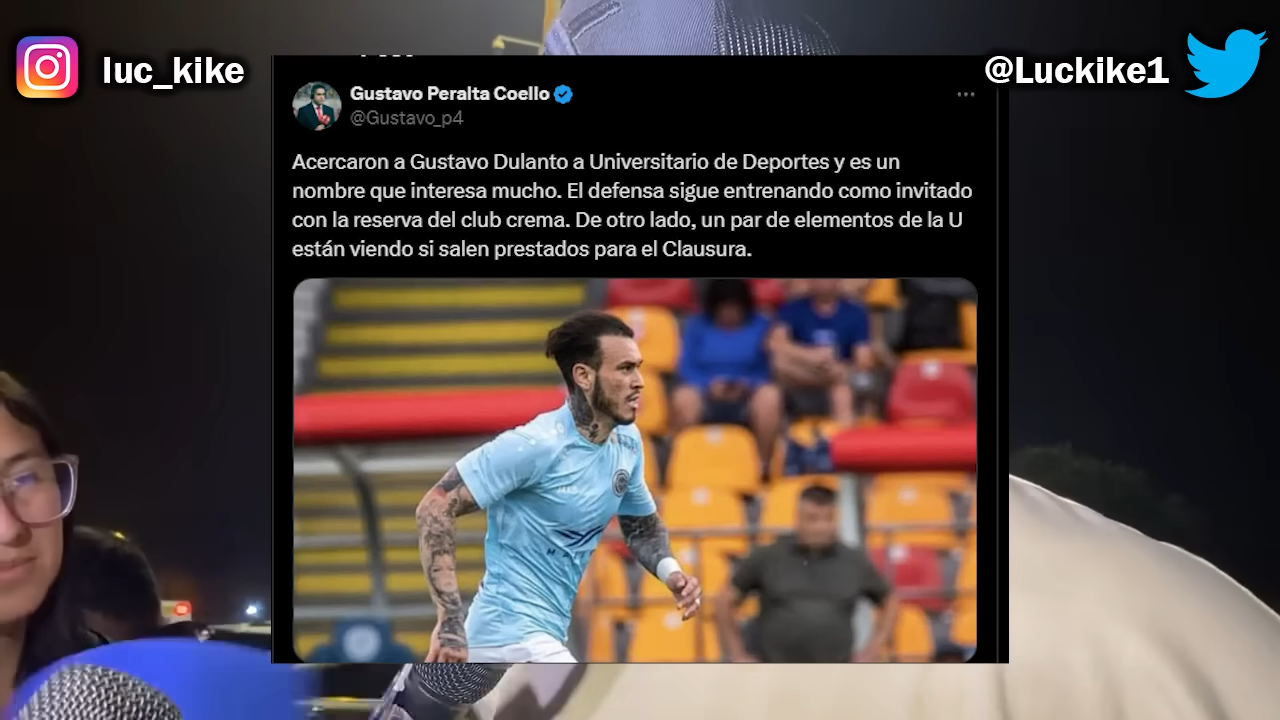 luc_kike
@Luckike1
Gustavo Peralta Coello
@Gustavo_p4
Acercaron a Gustavo Dulanto a Universitario de Deportes y es un
nombre que interesa mucho. El defensa sigue entrenando como invitado
con la reserva del club crema. De otro lado, un par de elementos de la U
están viendo si salen prestados para el Clausura.